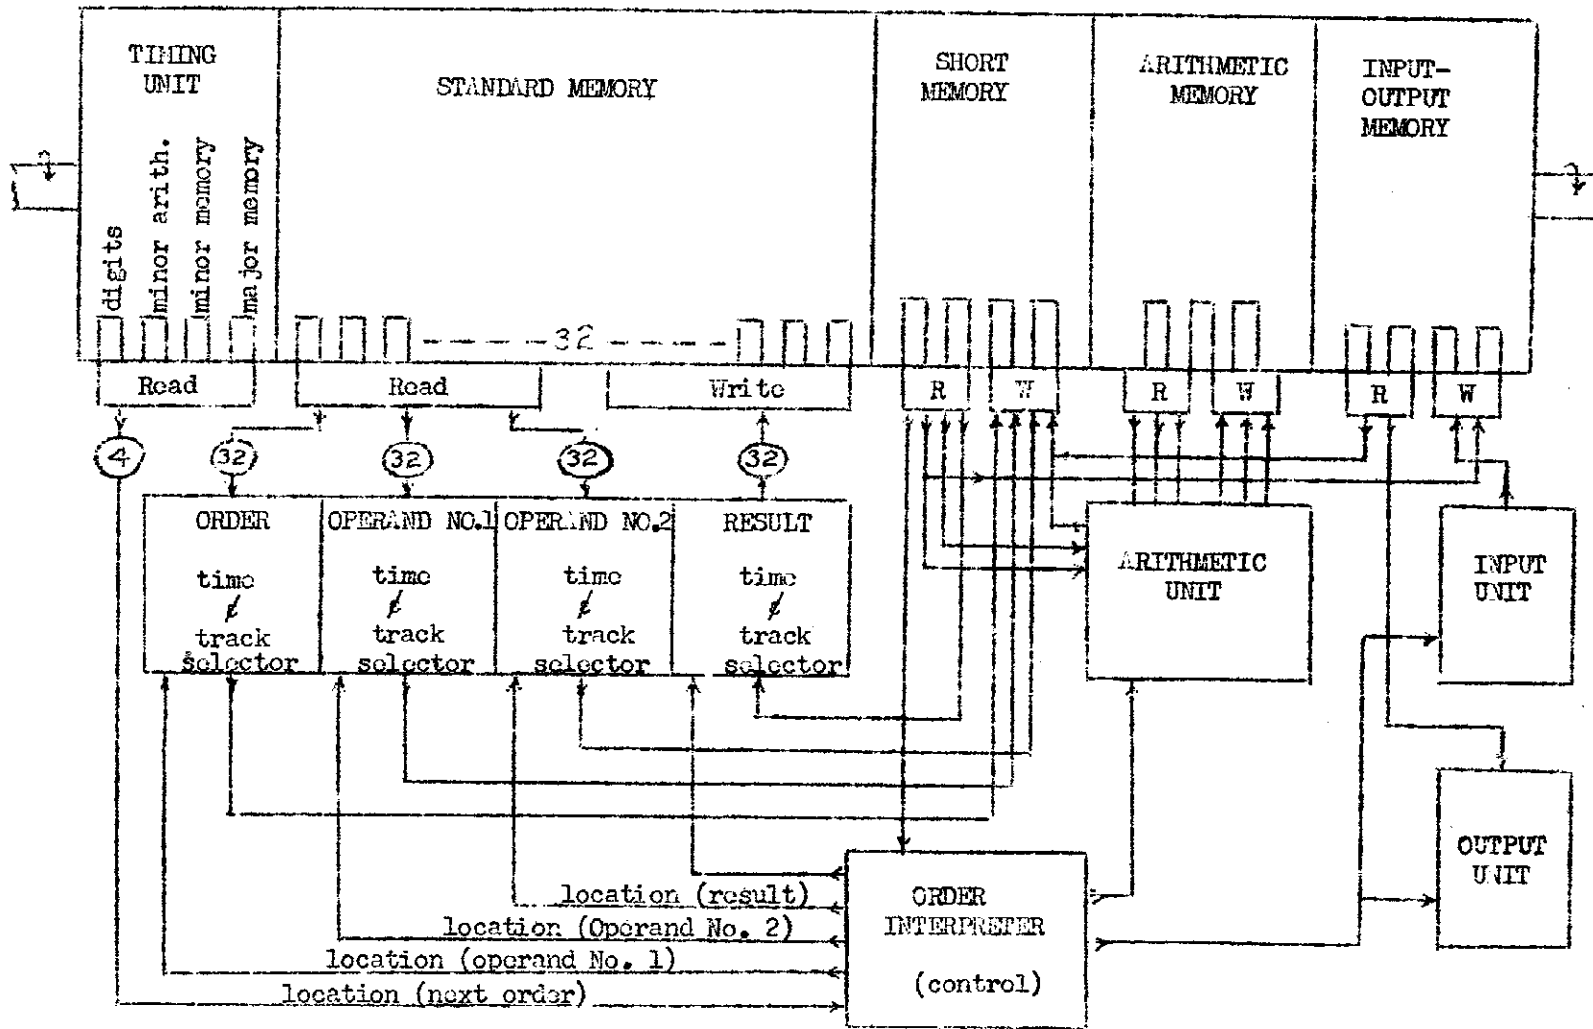 TIMING
UNIT
STANDARD MEMORY
SHORT
MEMORY
ARITHMETIC
MEMORY
INPUT-
OUTPUT
MEMORY
digits
minor arith.
minor memory
major memory
32
Read
Read
Write
R
W
R
W
R
W
4
32
32
32
32
ORDER
time
&
track
selector
OPERAND NO.1
time
&
track
selector
OPERAND NO.2
time
&
track
selector
RESULT
time
&
track
selector
ARITHMETIC
UNIT
INPUT
UNIT
OUTPUT
UNIT
ORDER
INTERPRETER
(control)
location (result)
location (Operand No. 2)
location (operand No. 1)
location (next order)